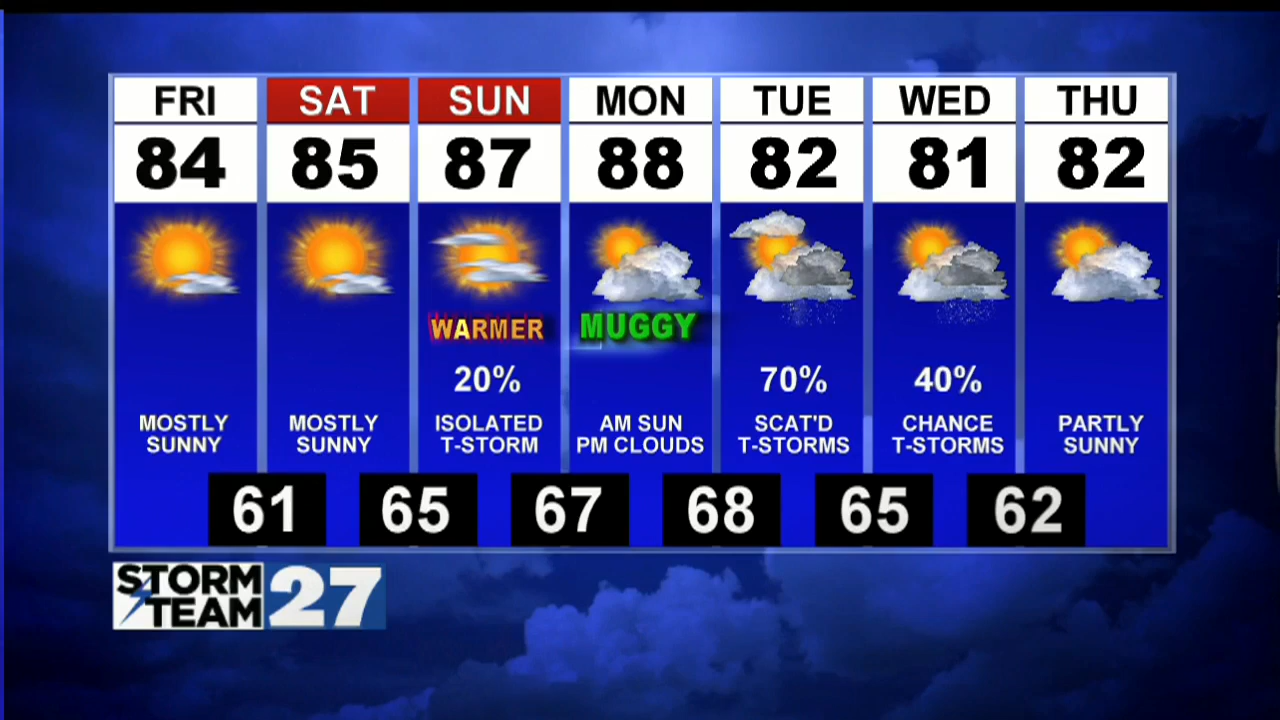 FRI SAT SUN MON TUE WED THU
84 85 87 88 82 81 82
WARMER MUGGY
20% 70% 40%
MOSTLY SUNNY
MOSTLY SUNNY
ISOLATED T-STORM
AM SUN PM CLOUDS
SCAT'D T-STORMS
CHANCE T-STORMS
PARTLY SUNNY
61 65 67 68 65 62
STORM TEAM 27